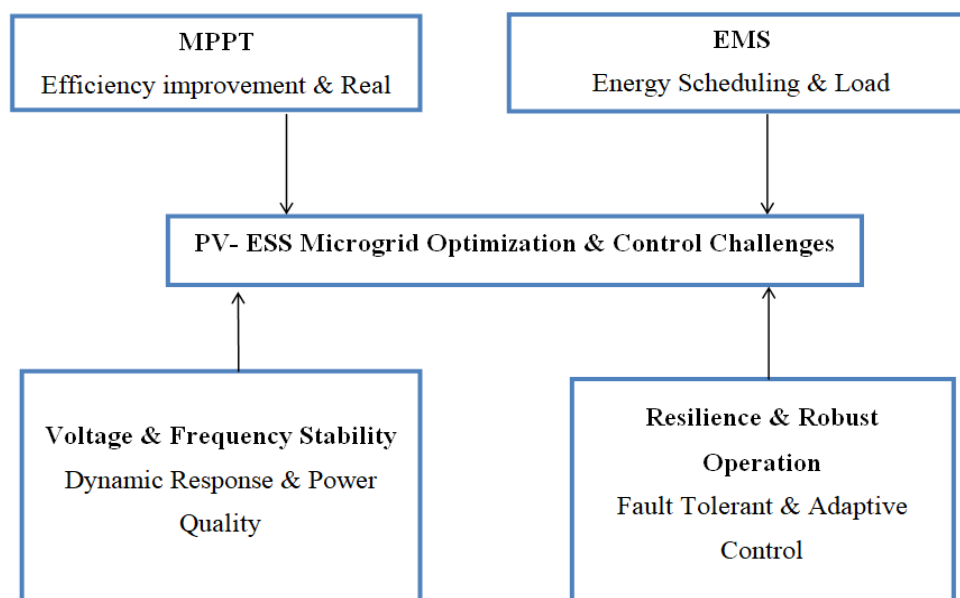 MPPT
Efficiency improvement & Real
EMS
Energy Scheduling & Load
PV- ESS Microgrid Optimization & Control Challenges
Voltage & Frequency Stability
Dynamic Response & Power
Quality
Resilience & Robust
Operation
Fault Tolerant & Adaptive
Control